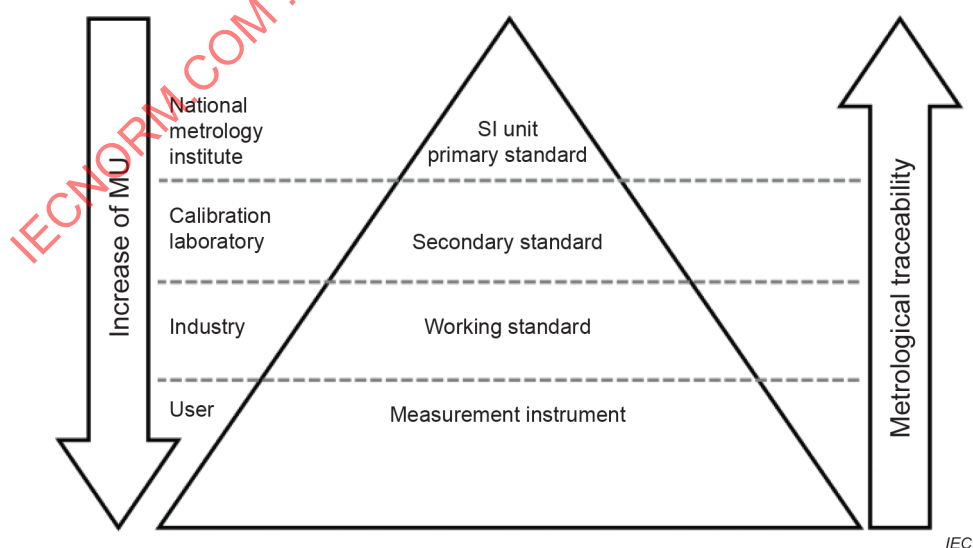 IECNORM.COM
Increase of MU
National
metrology
institute
SI unit
primary standard
Calibration
laboratory
Secondary standard
Industry
Working standard
User
Measurement instrument
Metrological traceability
IEC